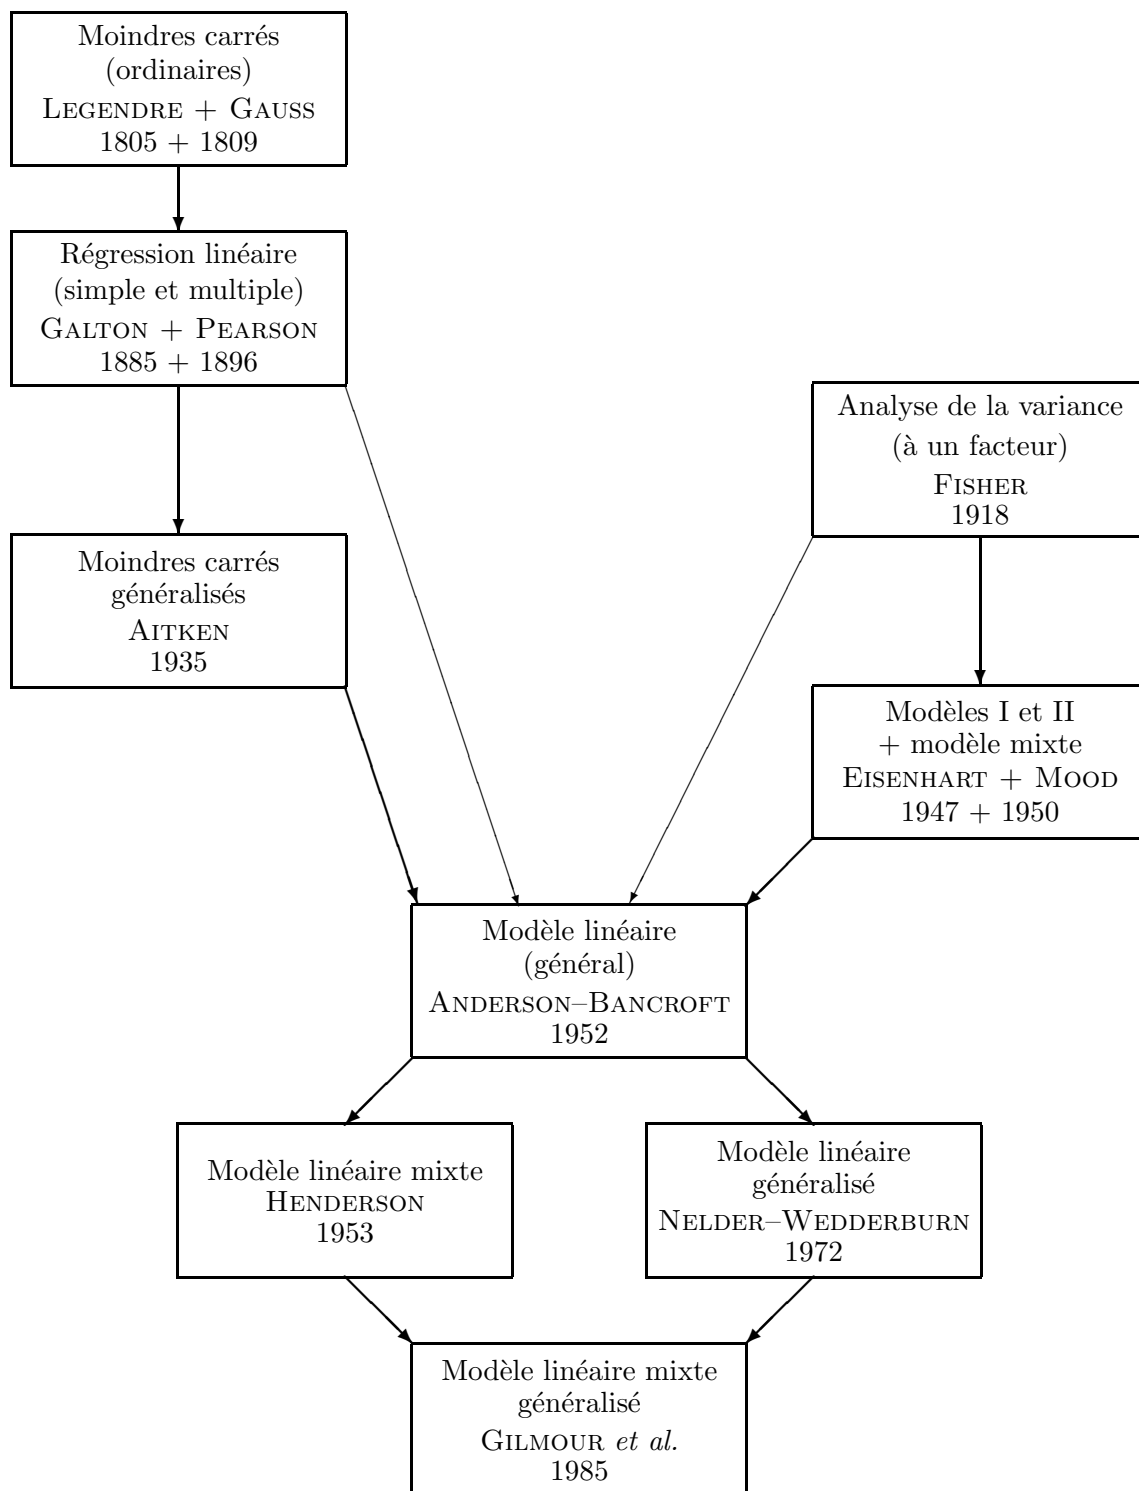 Moindres carrés
(ordinaires)
LEGENDRE + GAUSS
1805 + 1809
Régression linéaire
(simple et multiple)
GALTON + PEARSON
1885 + 1896
Analyse de la variance
(à un facteur)
FISHER
1918
Moindres carrés
généralisés
AITKEN
1935
Modèles I et II
+ modèle mixte
EISENHART + MOOD
1947 + 1950
Modèle linéaire
(général)
ANDERSON–BANCROFT
1952
Modèle linéaire mixte
HENDERSON
1953
Modèle linéaire
généralisé
NELDER–WEDDERBURN
1972
Modèle linéaire mixte
généralisé
GILMOUR et al.
1985